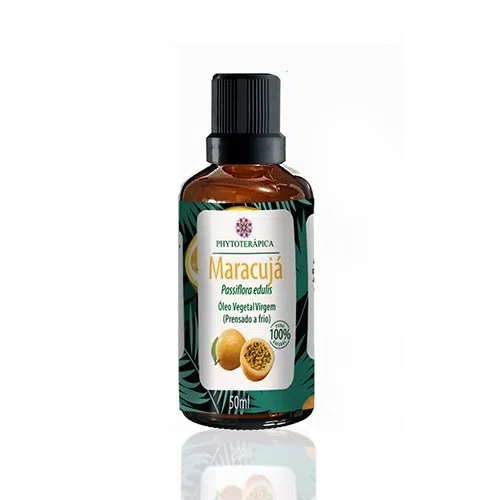 PHYTOTERÁPICA
Maracujá
Passiflora edulis
Óleo Vegetal Virgem
(Prensado a frio)
100%
50ml